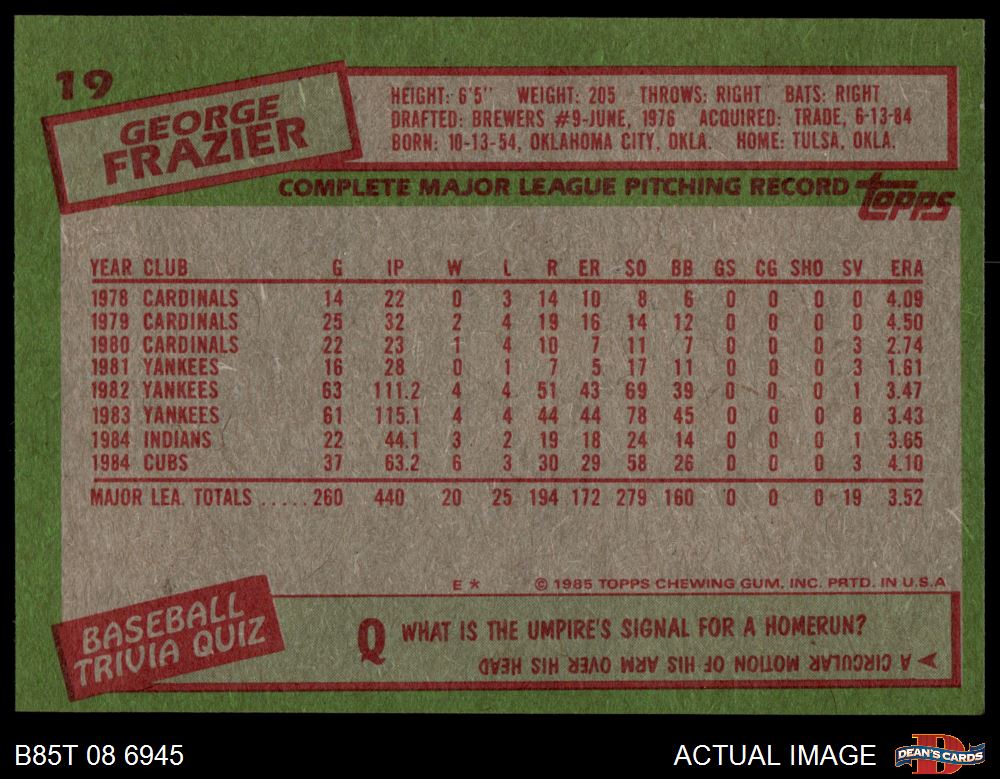 19
GEORGE
FRAZIER
HEIGHT: 6'5" WEIGHT: 205 THROWS: RIGHT BATS: RIGHT
DRAFTED: BREWERS #9-JUNE, 1976 ACQUIRED: TRADE, 6-13-84
BORN: 10-13-54, OKLAHOMA CITY, OKLA. HOME: TULSA, OKLA.
COMPLETE MAJOR LEAGUE PITCHING RECORD topps
YEAR CLUB G IP W L R ER SO BB GS CG SHO SV ERA
1978 CARDINALS 14 22 0 3 14 10 8 6 0 0 0 0 4.09
1979 CARDINALS 25 32 2 4 19 16 14 12 0 0 0 0 4.50
1980 CARDINALS 22 23 1 4 10 7 11 7 0 0 0 3 2.74
1981 YANKEES 16 28 0 1 7 5 17 11 0 0 0 3 1.61
1982 YANKEES 63 111.2 4 4 51 43 69 39 0 0 0 1 3.47
1983 YANKEES 61 115.1 4 4 44 44 78 45 0 0 0 8 3.43
1984 INDIANS 22 44.1 3 2 19 18 24 14 0 0 0 1 3.65
1984 CUBS 37 63.2 6 3 30 29 58 26 0 0 0 3 4.10
MAJOR LEA. TOTALS ..... 260 440 20 25 194 172 279 160 0 0 0 19 3.52
E * © 1985 TOPPS CHEWING GUM, INC. PRTD. IN U.S.A
BASEBALL
TRIVIA QUIZ
Q WHAT IS THE UMPIRE'S SIGNAL FOR A HOMERUN?
A CIRCULAR MOTION OF HIS ARM OVER HIS HEAD
B85T 08 6945
ACTUAL IMAGE
D
DEAN'S CARDS